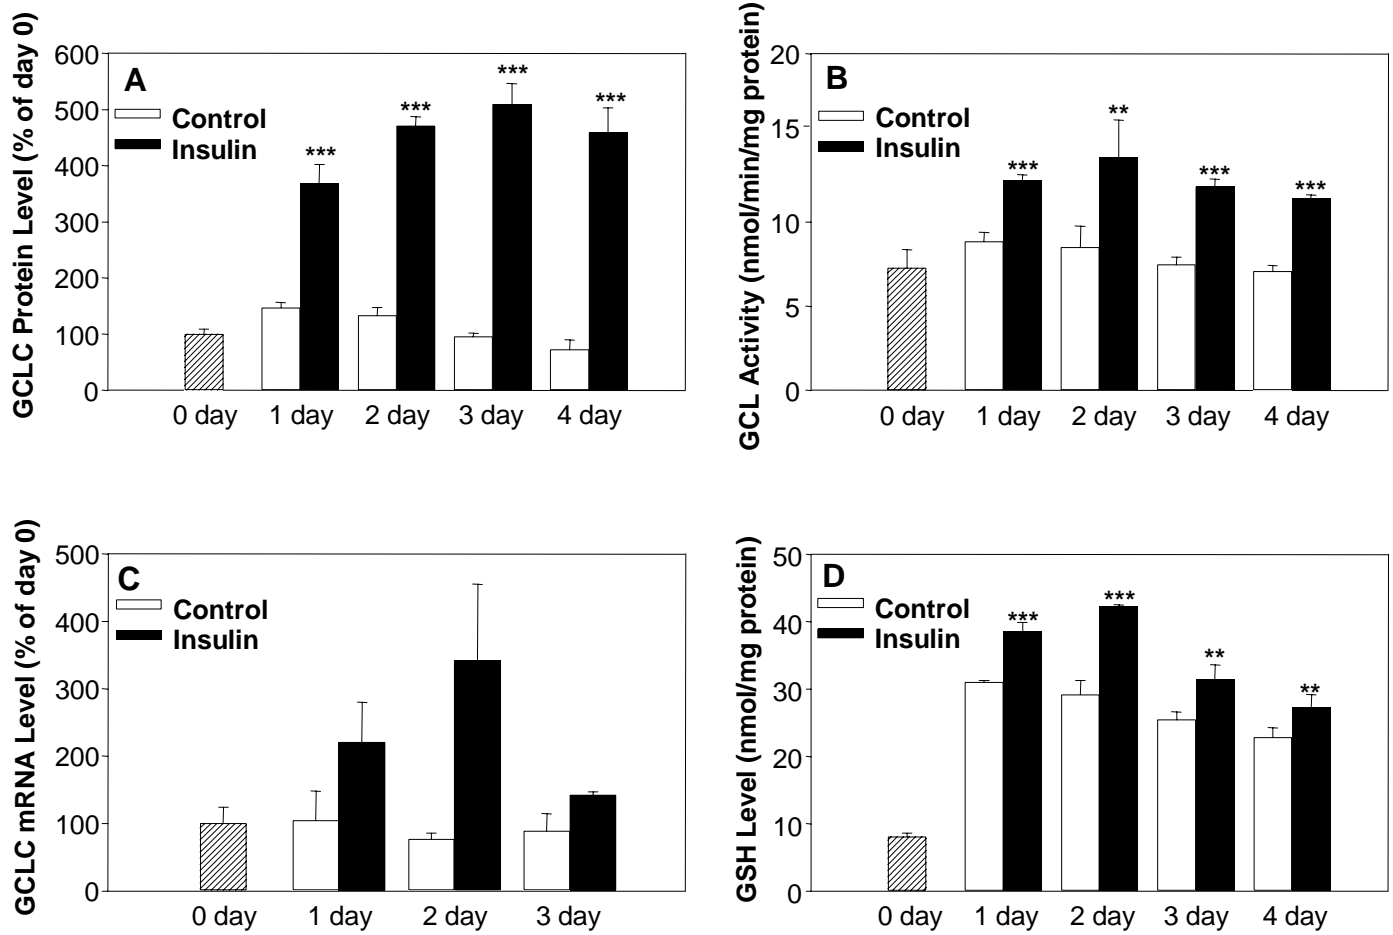 GCLC Protein Level (% of day 0)
600
500
400
300
200
100
0
A
Control
Insulin
***
***
***
***
0 day
1 day
2 day
3 day
4 day
GCL Activity (nmol/min/mg protein)
20
15
10
5
0
B
Control
Insulin
***
**
***
***
0 day
1 day
2 day
3 day
4 day
GCLC mRNA Level (% of day 0)
500
400
300
200
100
0
C
Control
Insulin
0 day
1 day
2 day
3 day
GSH Level (nmol/mg protein)
50
40
30
20
10
0
D
Control
Insulin
***
***
**
**
0 day
1 day
2 day
3 day
4 day